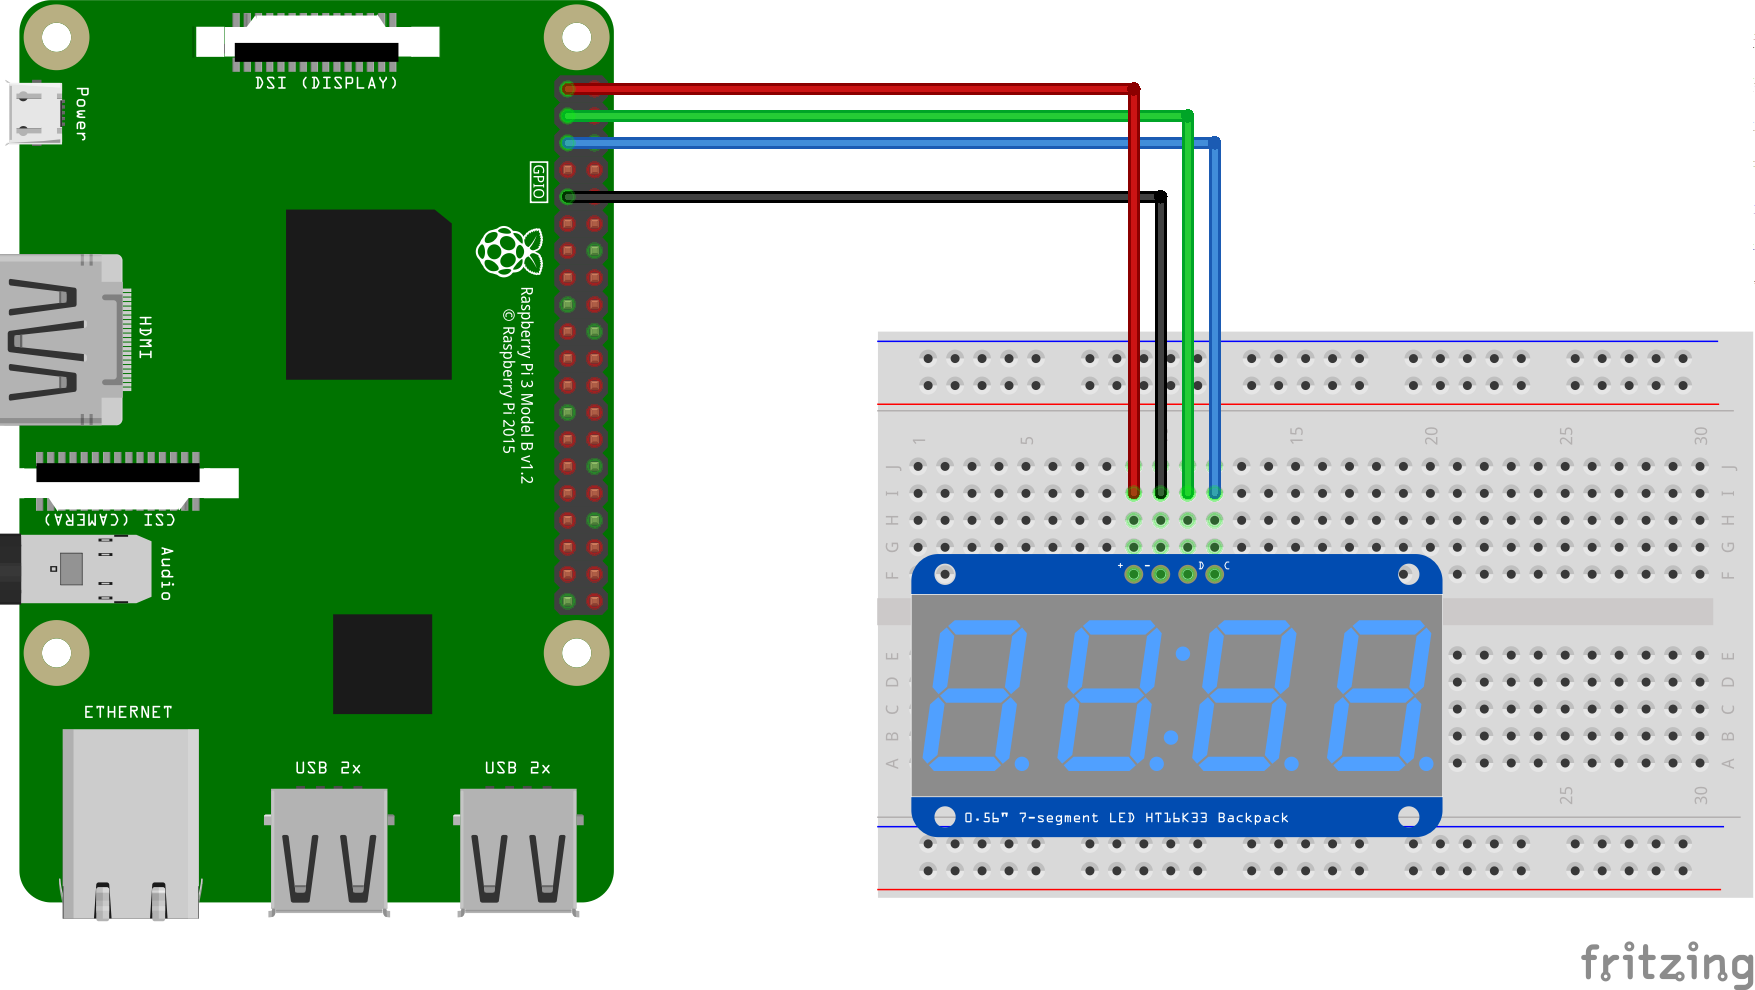 DSI (DISPLAY)
Power
GPIO
HDMI
Raspberry Pi 3 Model B v1.2
© Raspberry Pi 2015
CSI (CAMERA)
Audio
ETHERNET
USB 2x
USB 2x
1 5 15 20 25 30
J J
I I
H H
G G
F F
+ - D C
E E
D D
C C
B B
A A
25 30
0.56" 7-segment LED HT16K33 Backpack
fritzing